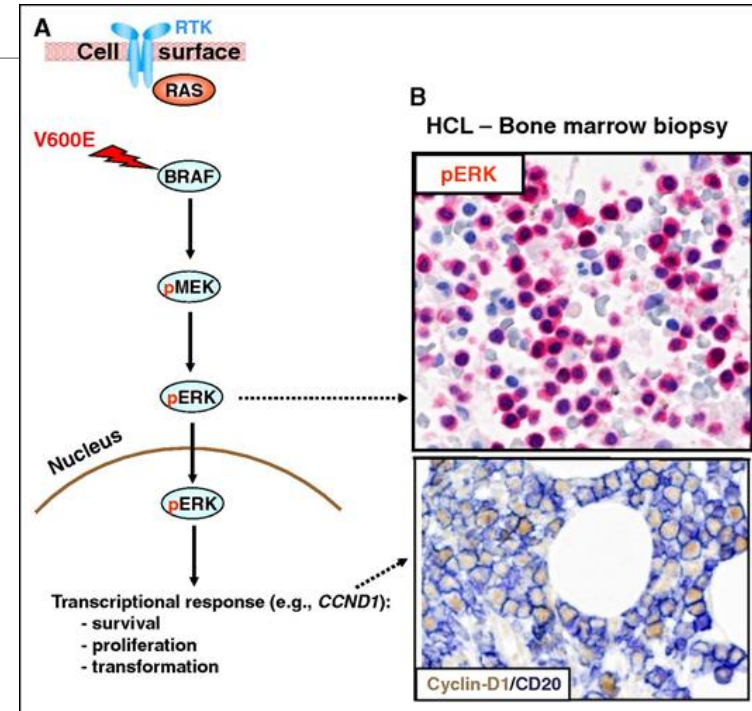 A
RTK
Cell surface
RAS
V600E
BRAF
pMEK
pERK
Nucleus
pERK
Transcriptional response (e.g., CCND1):
- survival
- proliferation
- transformation
B
HCL – Bone marrow biopsy
pERK
Cyclin-D1/CD20